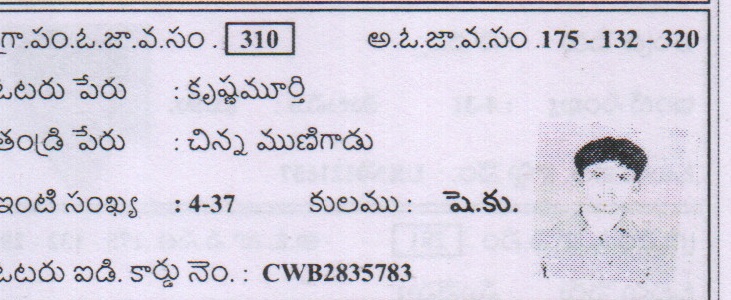 గ్రా.పం.ఓ.జా.వ.సం . 310 అ.ఓ.జా.వ.సం .175 - 132 - 320
ఓటరు పేరు : కృష్ణమూర్తి
తండ్రి పేరు : చిన్న ముణిగాడు
ఇంటి సంఖ్య : 4-37 కులము : షె.కు.
ఓటరు ఐడి. కార్డు నెం. : CWB2835783